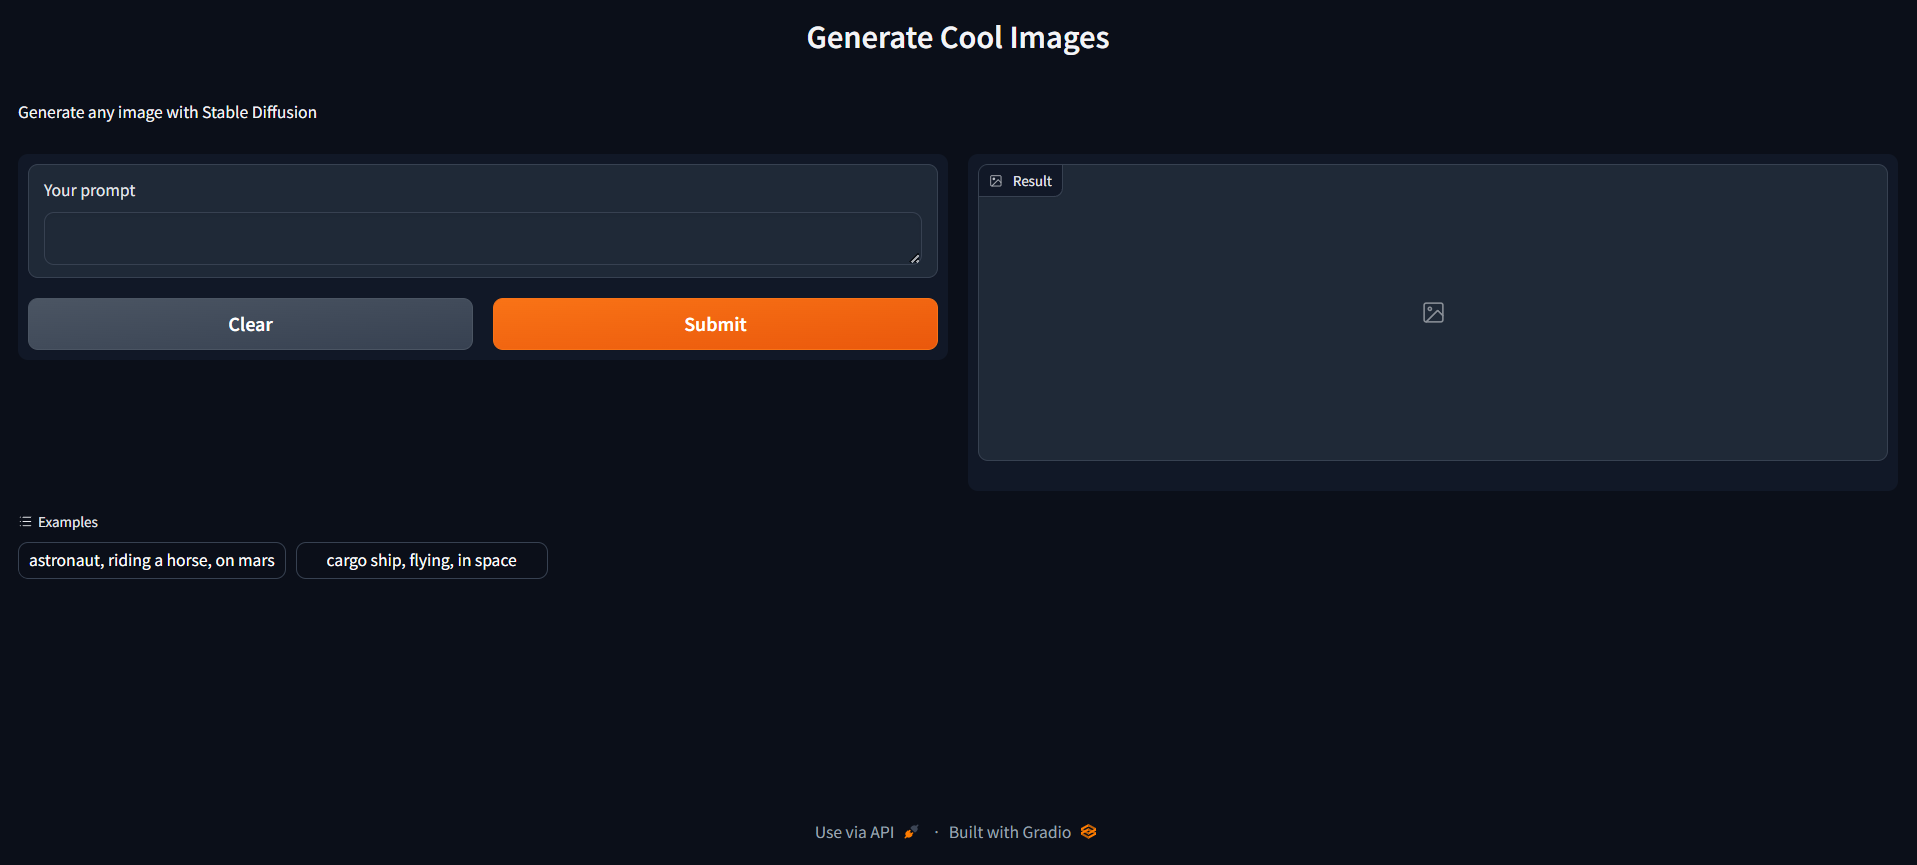 Generate Cool Images
Generate any image with Stable Diffusion
Your prompt
Clear
Submit
Result
Examples
astronaut, riding a horse, on mars
cargo ship, flying, in space
Use via API · Built with Gradio